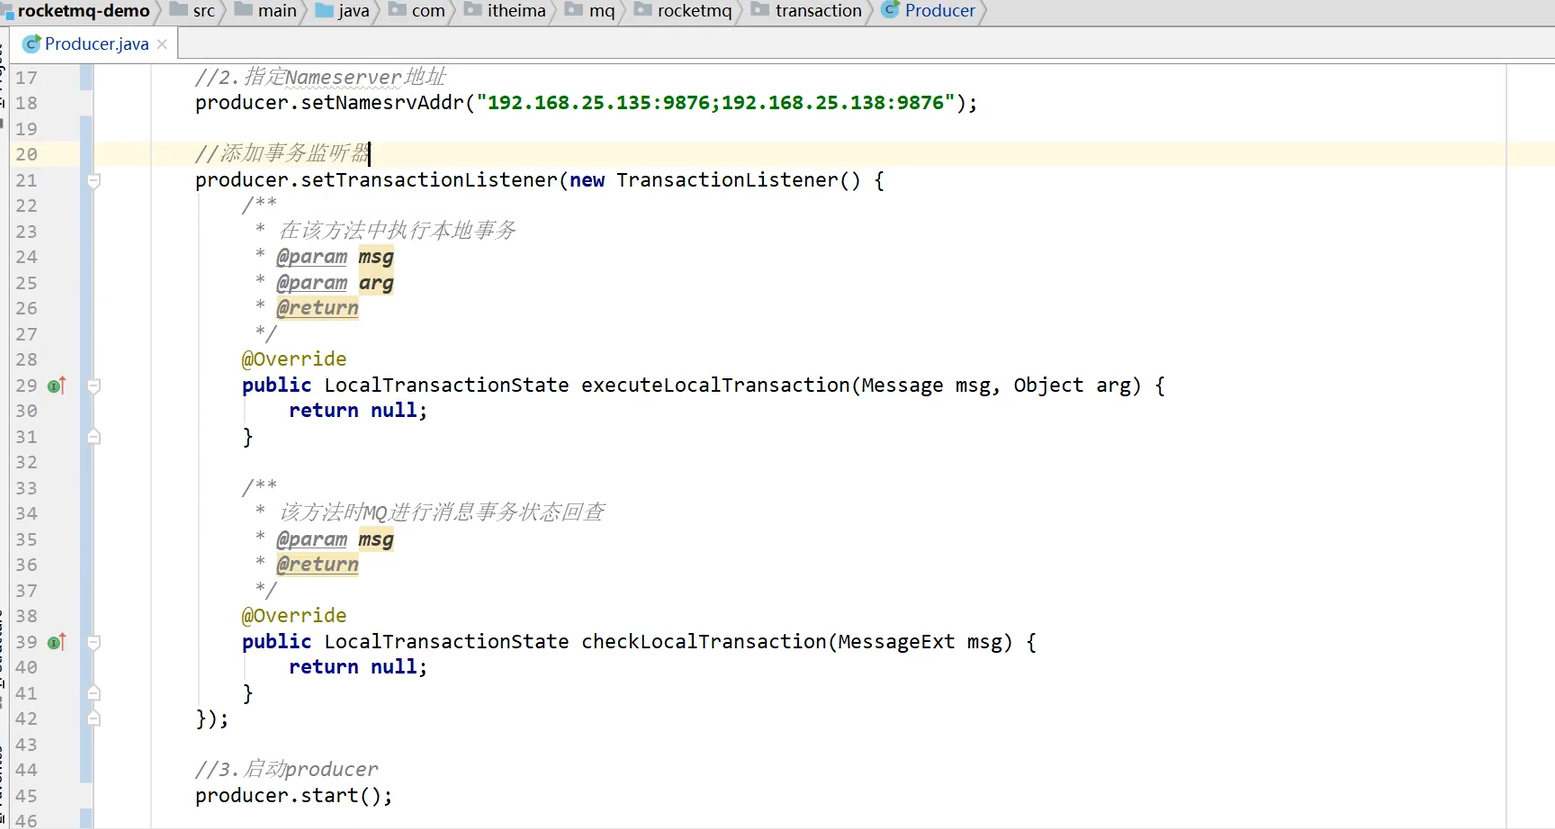 rocketmq-demo src main java com itheima mq rocketmq transaction Producer
Producer.java
17 //2.指定Nameserver地址
18 producer.setNamesrvAddr("192.168.25.135:9876;192.168.25.138:9876");
19
20 //添加事务监听器
21 producer.setTransactionListener(new TransactionListener() {
22 /**
23 * 在该方法中执行本地事务
24 * @param msg
25 * @param arg
26 * @return
27 */
28 @Override
29 public LocalTransactionState executeLocalTransaction(Message msg, Object arg) {
30 return null;
31 }
32
33 /**
34 * 该方法时MQ进行消息事务状态回查
35 * @param msg
36 * @return
37 */
38 @Override
39 public LocalTransactionState checkLocalTransaction(MessageExt msg) {
40 return null;
41 }
42 });
43
44 //3.启动producer
45 producer.start();
46